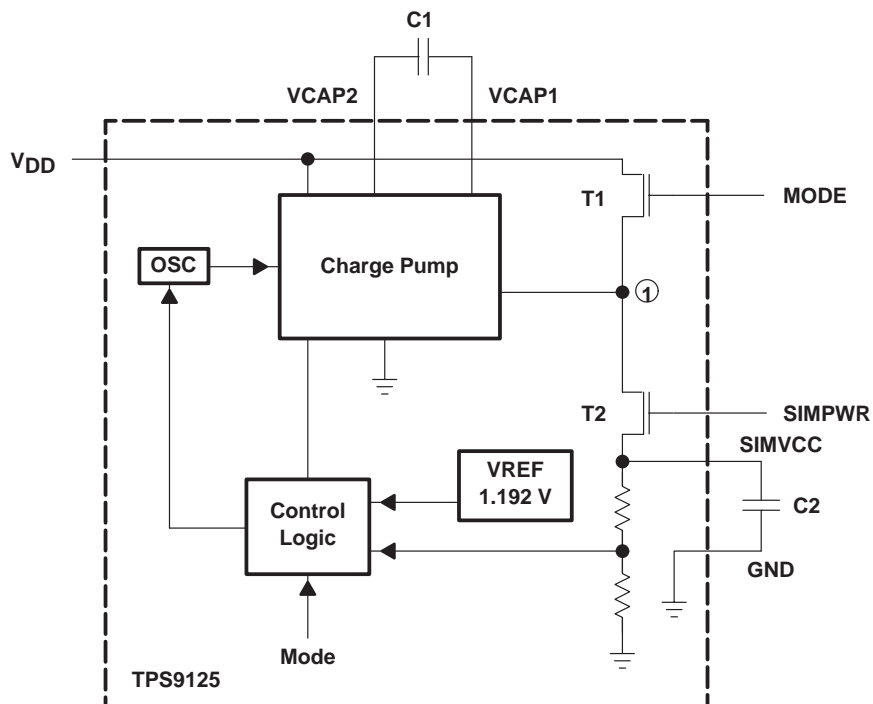 C1
VCAP2
VCAP1
VDD
T1
MODE
OSC
Charge Pump
1
T2
SIMPWR
SIMVCC
VREF
1.192 V
Control
Logic
C2
GND
Mode
TPS9125